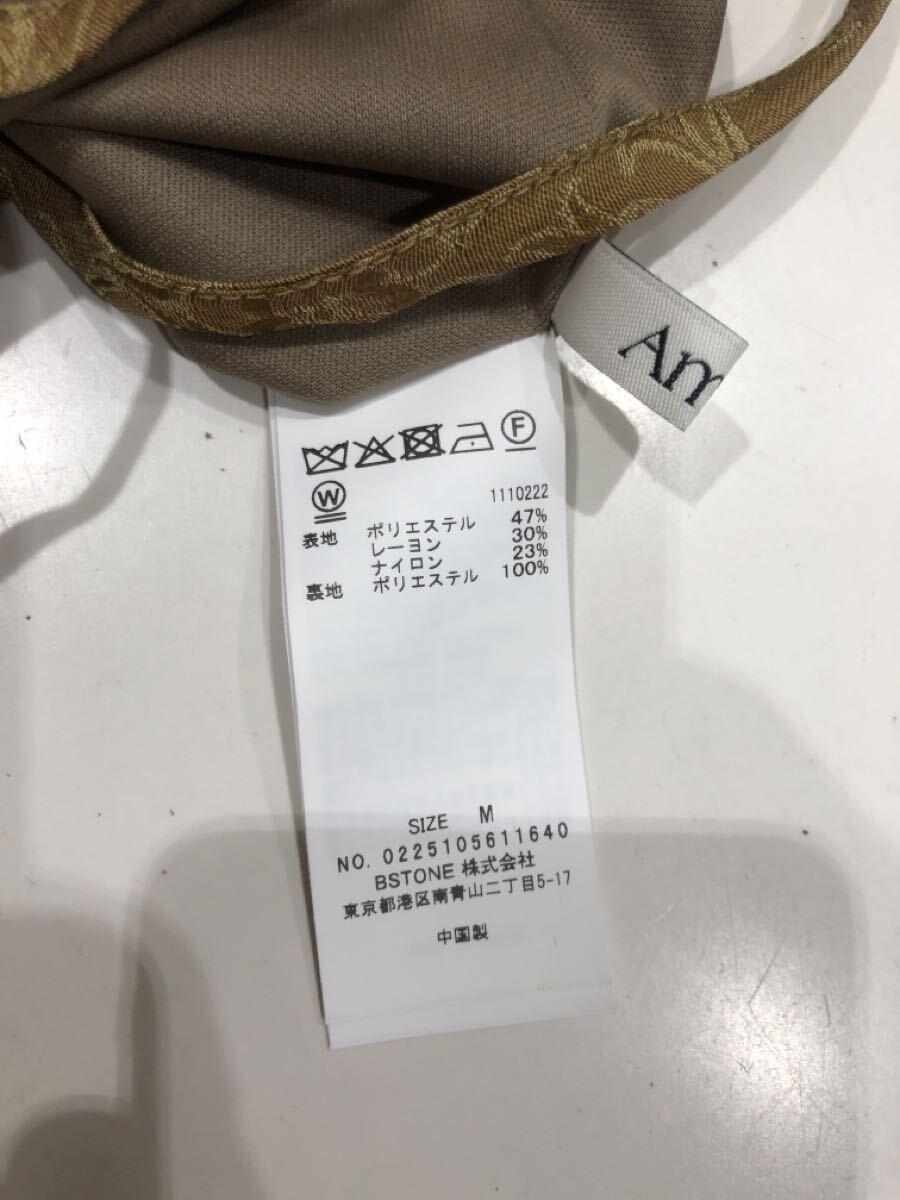 Am
F
W
1110222
表地 ポリエステル 47%
レーヨン 30%
ナイロン 23%
裏地 ポリエステル 100%
SIZE M
NO. 0225105611640
BSTONE 株式会社
東京都港区南青山二丁目5-17
中国製